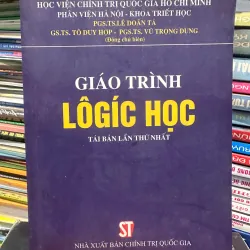 HỌC VIỆN CHÍNH TRỊ QUỐC GIA HỒ CHÍ MINH
PHÂN VIỆN HÀ NỘI - KHOA TRIẾT HỌC
PGS.TS.LÊ DOÃN TÁ
GS.TS. TÔ DUY HỢP - PGS.TS. VŨ TRỌNG DUNG
(Đồng chủ biên)
GIÁO TRÌNH
LÔGÍC HỌC
TÁI BẢN LẦN THỨ NHẤT
ST
NHÀ XUẤT BẢN CHÍNH TRỊ QUỐC GIA